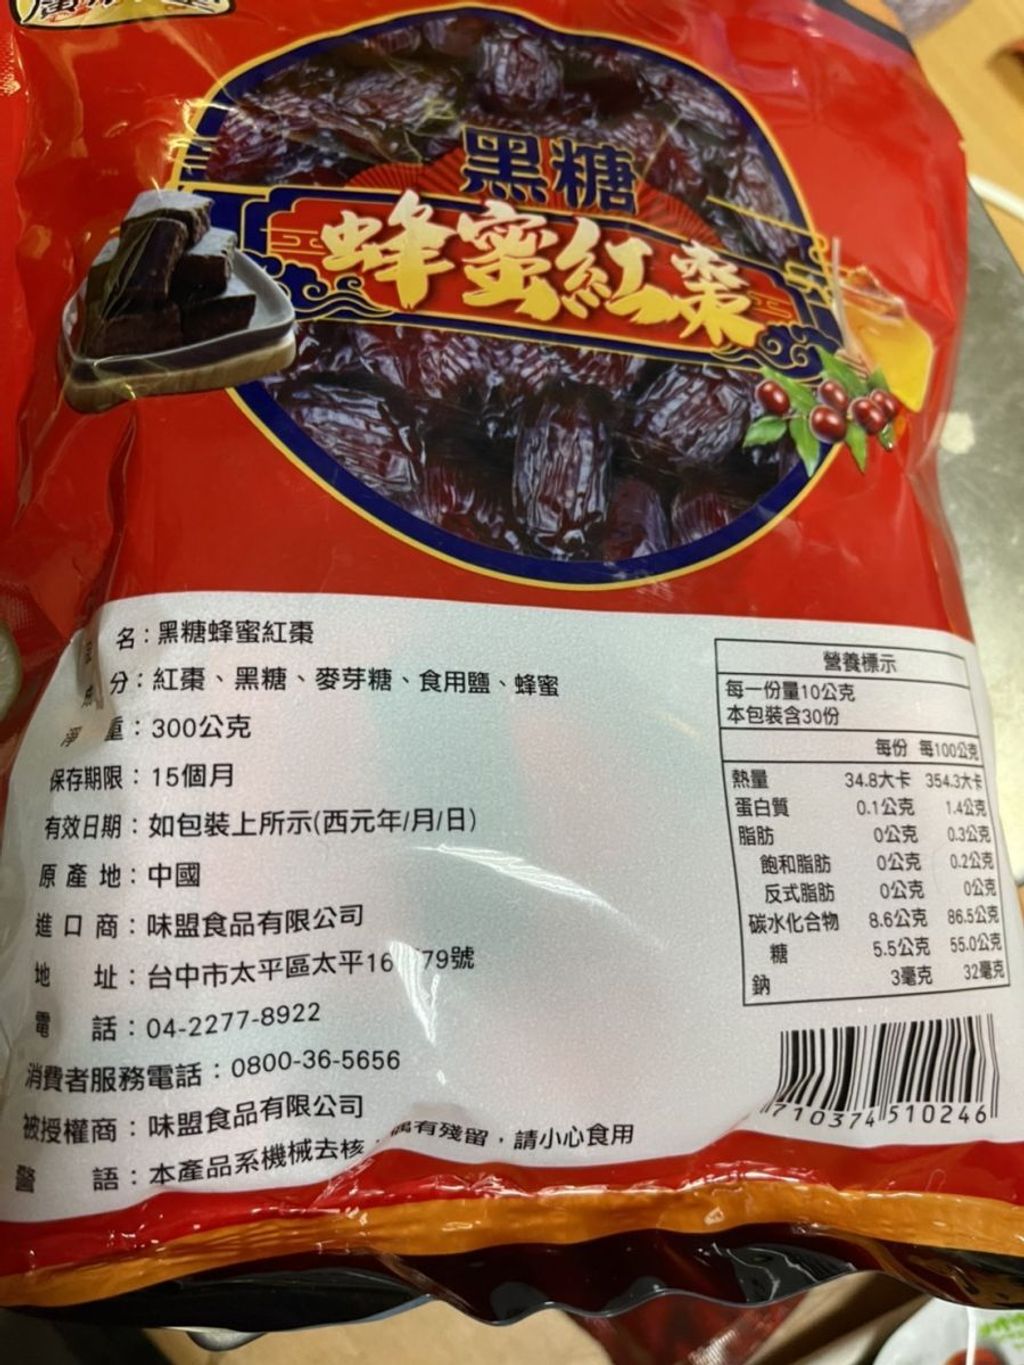 黑糖
蜂蜜紅棗
品 名：黑糖蜂蜜紅棗
分：紅棗、黑糖、麥芽糖、食用鹽、蜂蜜
淨 重：300公克
保存期限：15個月
有效日期：如包裝上所示(西元年/月/日)
原產地：中國
進口商：味盟食品有限公司
地 址：台中市太平區太平16 79號
電 話：04-2277-8922
消費者服務電話：0800-36-5656
被授權商：味盟食品有限公司
警 語：本產品系機械去核 偶有殘留，請小心食用
營養標示
每一份量10公克
本包裝含30份
每份 每100公克
熱量 34.8大卡 354.3大卡
蛋白質 0.1公克 1.4公克
脂肪 0公克 0.3公克
飽和脂肪 0公克 0.2公克
反式脂肪 0公克 0公克
碳水化合物 8.6公克 86.5公克
糖 5.5公克 55.0公克
鈉 3毫克 32毫克
710374 510246